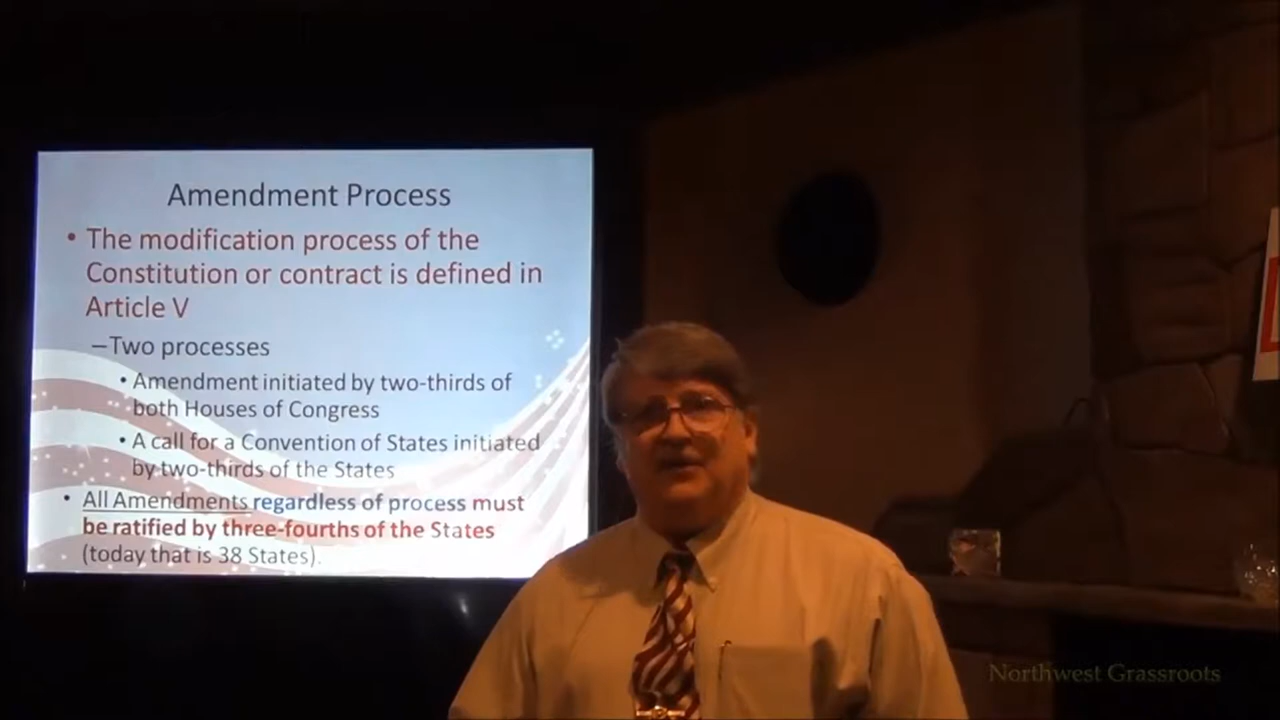 Amendment Process
• The modification process of the
Constitution or contract is defined in
Article V
–Two processes
• Amendment initiated by two-thirds of
both Houses of Congress
• A call for a Convention of States initiated
by two-thirds of the States
• All Amendments regardless of process must
be ratified by three-fourths of the States
(today that is 38 States).
Northwest Grassroots